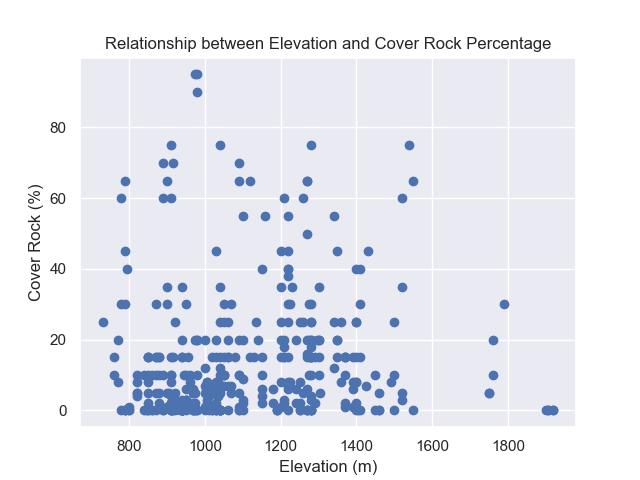 Relationship between Elevation and Cover Rock Percentage
Cover Rock (%)
80
60
40
20
0
800 1000 1200 1400 1600 1800
Elevation (m)